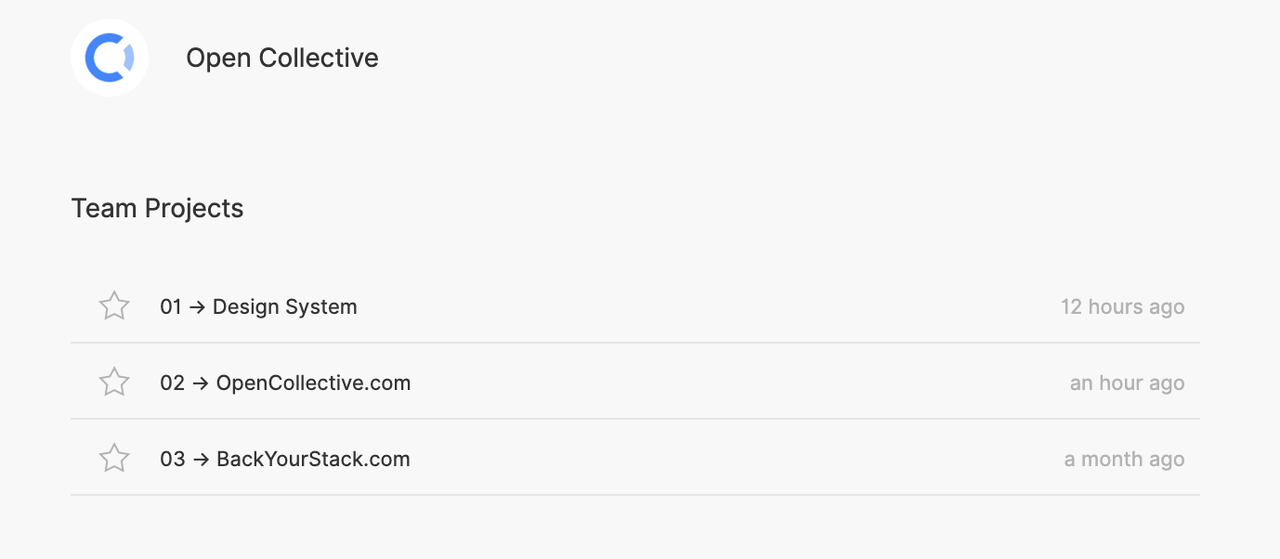 Open Collective
Team Projects
01 → Design System 12 hours ago
02 → OpenCollective.com an hour ago
03 → BackYourStack.com a month ago